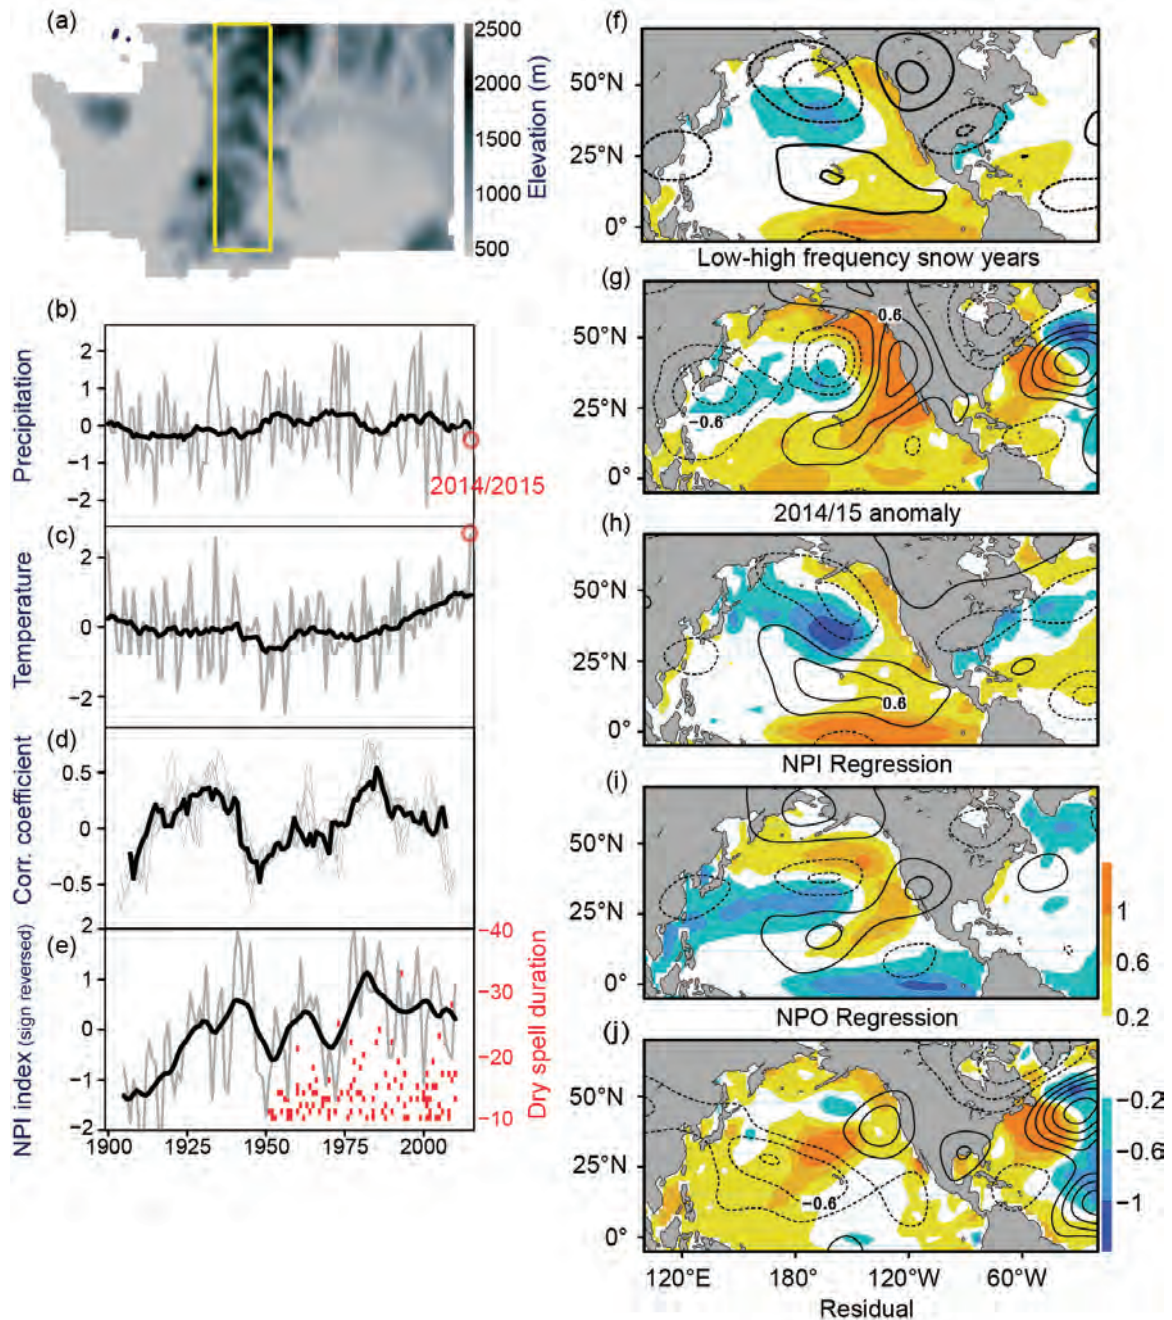 (a)
2500
2000
1500
1000
500
Elevation (m)
(b)
2
1
0
−1
−2
Precipitation
2014/2015
(c)
2
0
−2
Temperature
(d)
0.5
0
−0.5
2
Corr. coefficient
(e)
1
0
−1
−2
NPI index (sign reversed)
−40
−30
−20
−10
Dry spell duration
1900
1925
1950
1975
2000
(f)
50°N
25°N
0°
Low-high frequency snow years
(g)
50°N
25°N
0°
0.6
−0.6
2014/15 anomaly
(h)
50°N
25°N
0°
0.6
NPI Regression
(i)
50°N
25°N
0°
NPO Regression
(j)
50°N
25°N
0°
−0.6
120°E
180°
120°W
60°W
Residual
1
0.6
0.2
−0.2
−0.6
−1